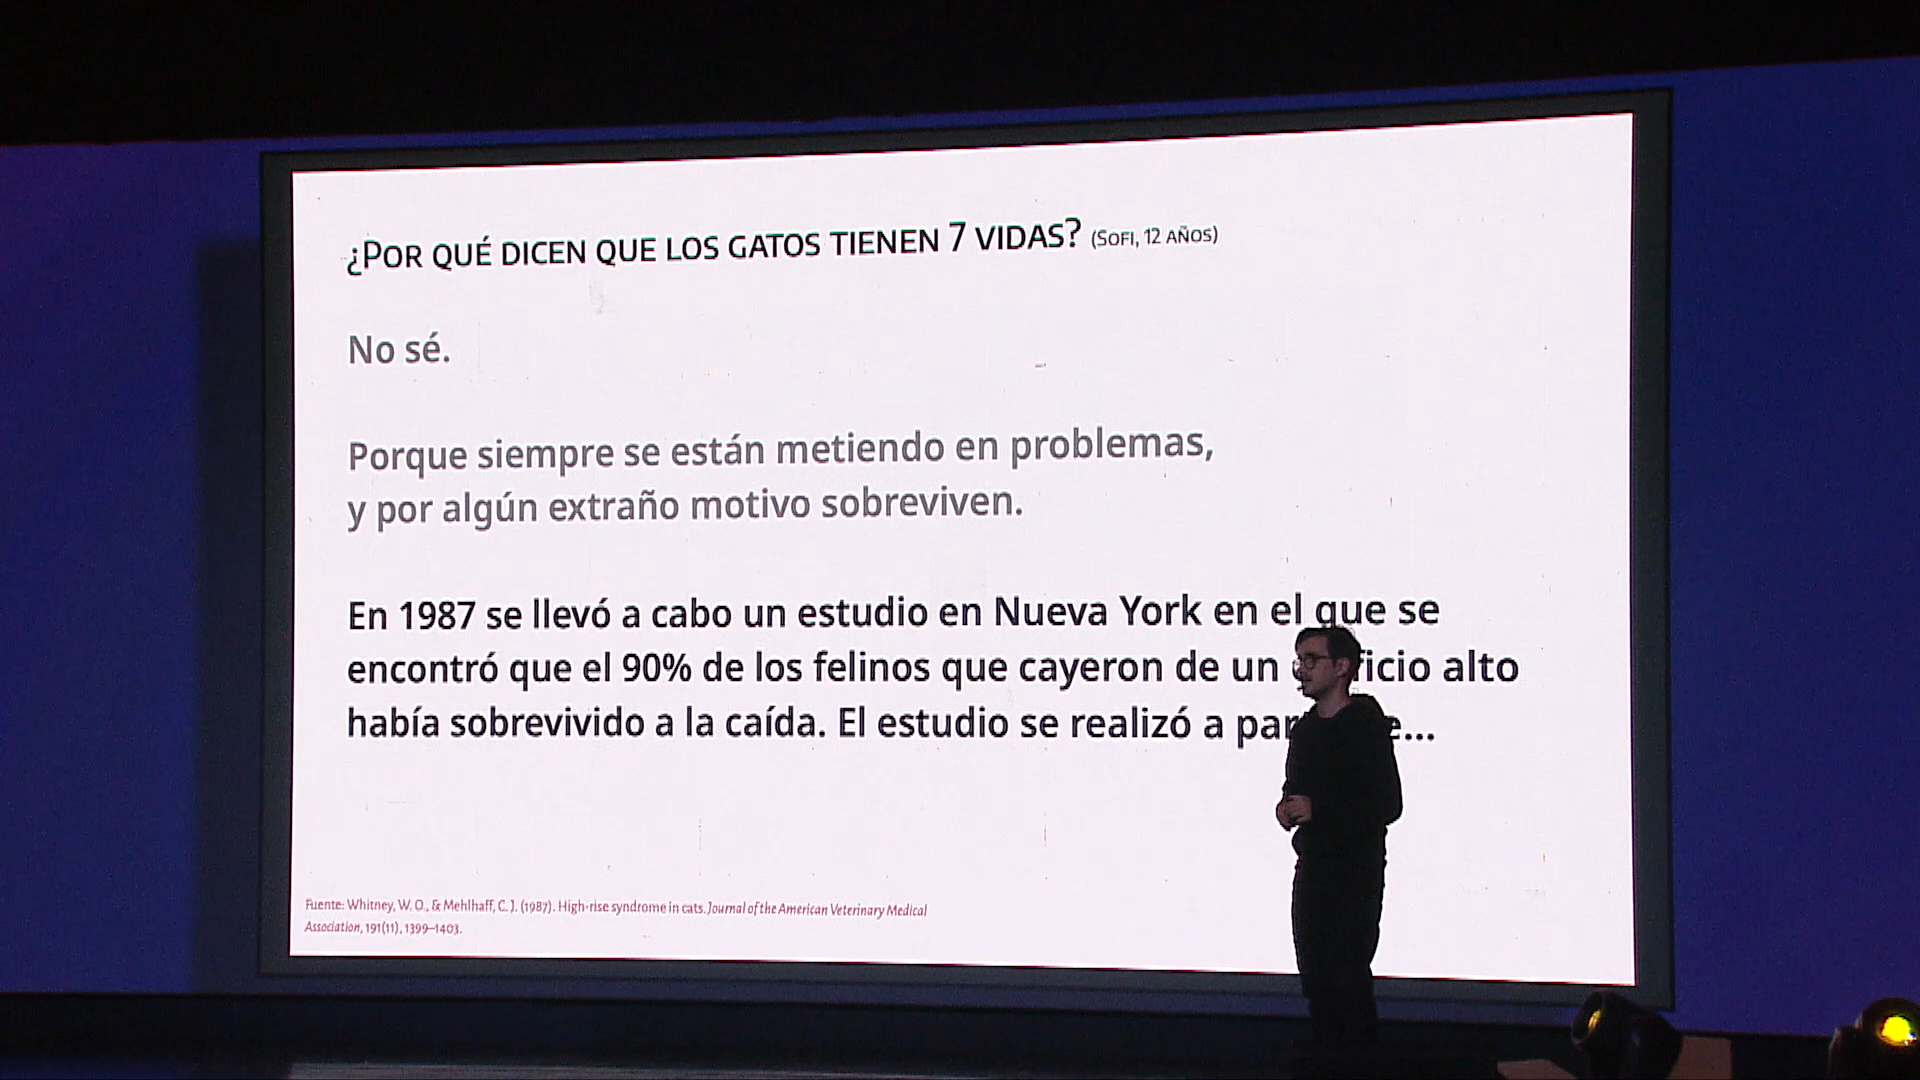 ¿POR QUÉ DICEN QUE LOS GATOS TIENEN 7 VIDAS? (SOFI, 12 AÑOS)
No sé.
Porque siempre se están metiendo en problemas,
y por algún extraño motivo sobreviven.
En 1987 se llevó a cabo un estudio en Nueva York en el que se
encontró que el 90% de los felinos que cayeron de un alto
había sobrevivido a la caída. El estudio se realizó a
Fuente: Whitney, W. O., & Mehlhaff, C. J. (1987). High-rise syndrome in cats. Journal of the American Veterinary Medical
Association, 191(11), 1399–1403.